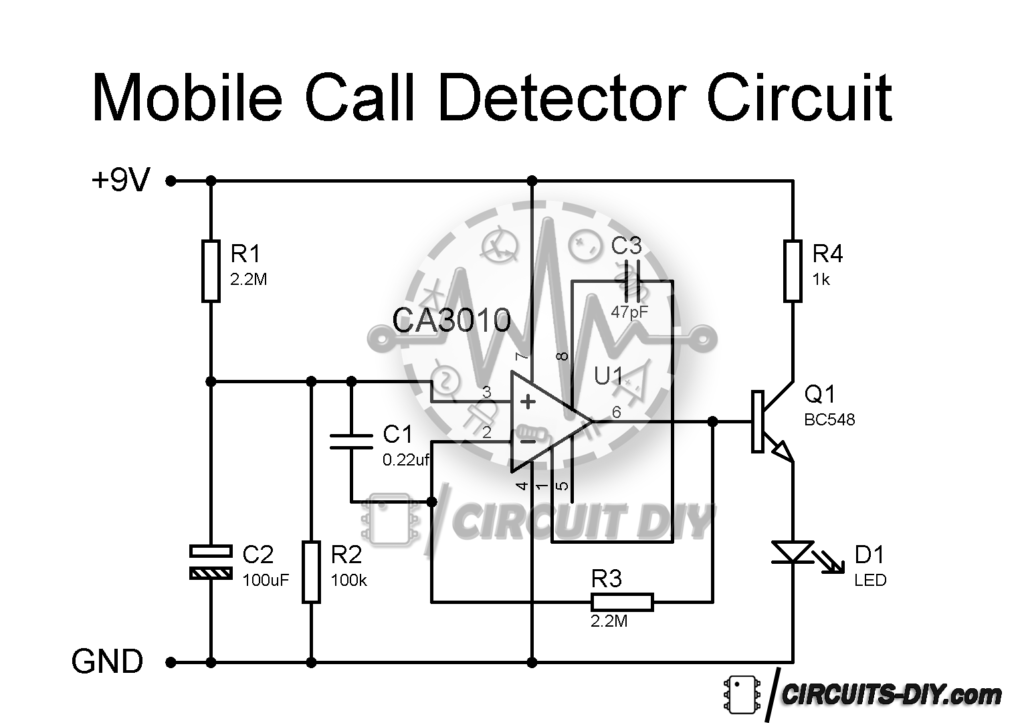 Mobile Call Detector Circuit
+9V
R1
2.2M
C3
47pF
R4
1k
CA3010
7
8
U1
3
2
6
4
1
5
Q1
BC548
C1
0.22uf
CIRCUIT DIY
C2
100uF
R2
100k
R3
2.2M
D1
LED
GND
CIRCUITS-DIY.com